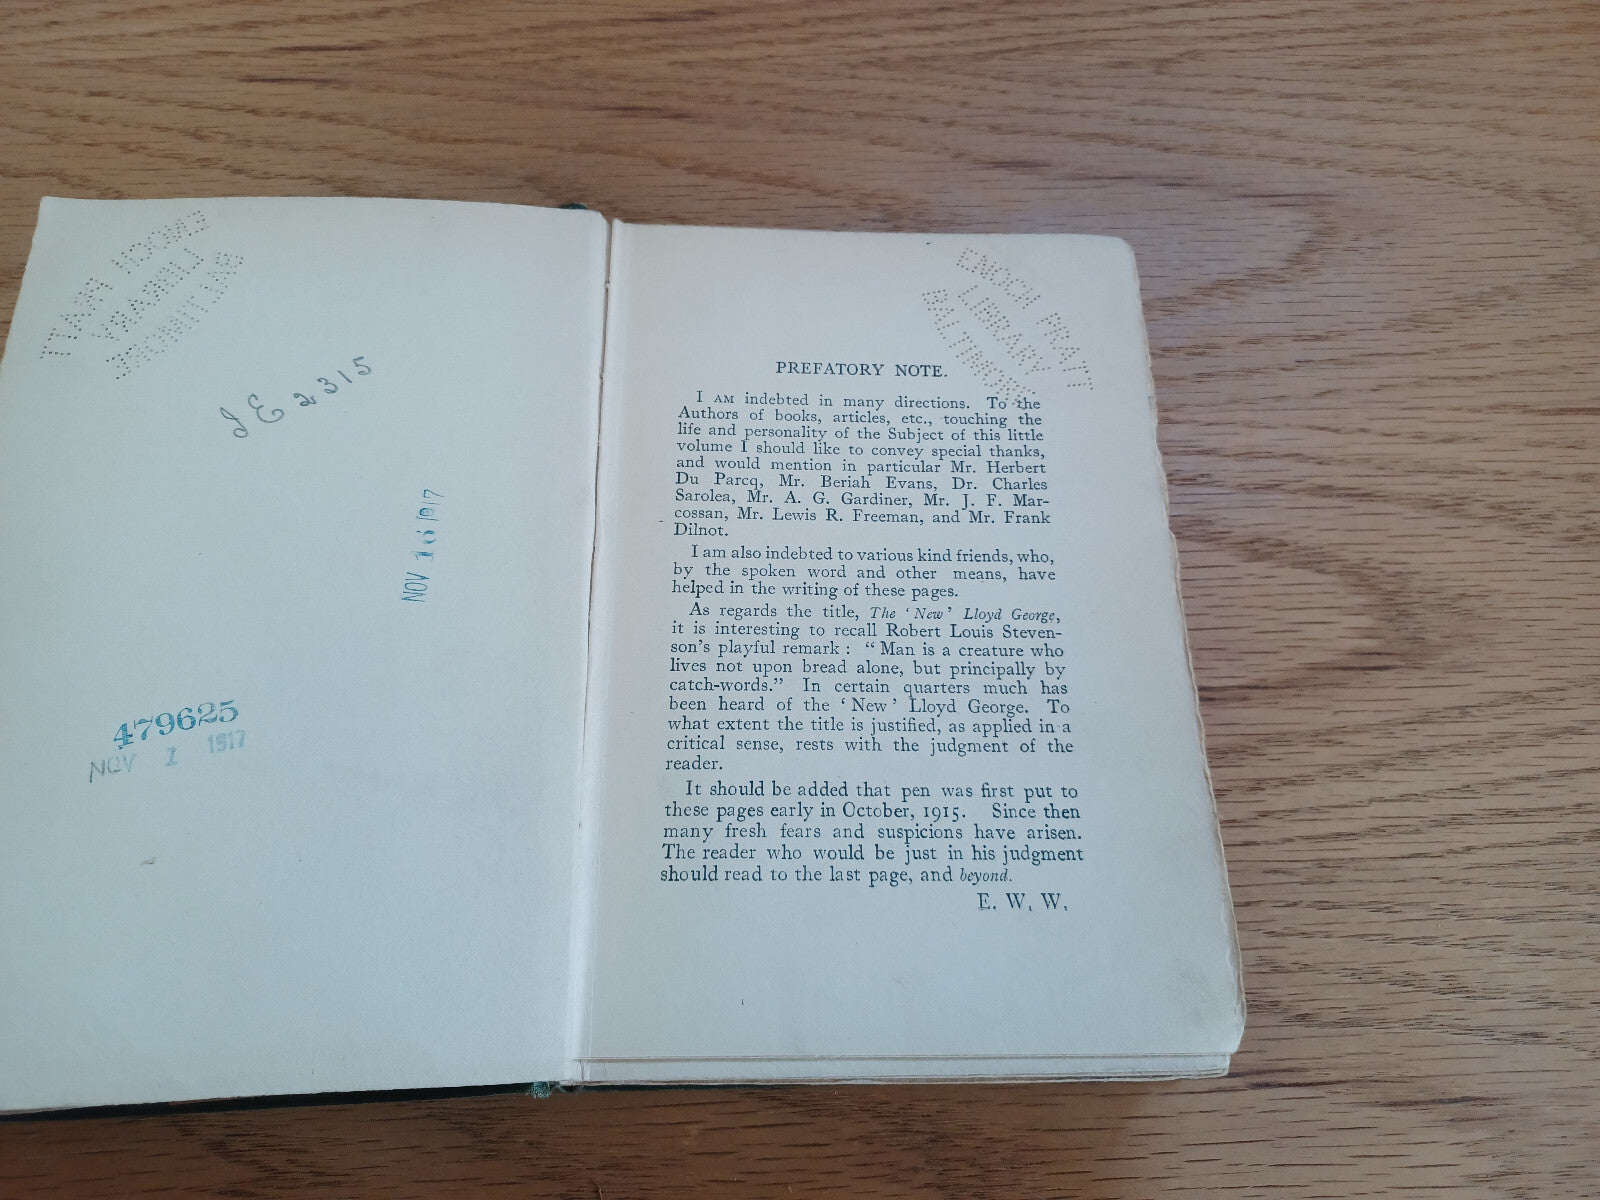 ENOCH PRATT
LIBRARY
BALTIMORE
IE 2315
NOV 16 1917
479625
NOV 1 1917
ENOCH PRATT
LIBRARY
BALTIMORE
PREFATORY NOTE.
I AM indebted in many directions. To the
Authors of books, articles, etc., touching the
life and personality of the Subject of this little
volume I should like to convey special thanks,
and would mention in particular Mr. Herbert
Du Parcq, Mr. Beriah Evans, Dr. Charles
Sarolea, Mr. A. G. Gardiner, Mr. J. F. Mar-
cossan, Mr. Lewis R. Freeman, and Mr. Frank
Dilnot.
I am also indebted to various kind friends, who,
by the spoken word and other means, have
helped in the writing of these pages.
As regards the title, The ‘New’ Lloyd George,
it is interesting to recall Robert Louis Steven-
son’s playful remark : “ Man is a creature who
lives not upon bread alone, but principally by
catch-words.” In certain quarters much has
been heard of the ‘New’ Lloyd George. To
what extent the title is justified, as applied in a
critical sense, rests with the judgment of the
reader.
It should be added that pen was first put to
these pages early in October, 1915. Since then
many fresh fears and suspicions have arisen.
The reader who would be just in his judgment
should read to the last page, and beyond.
E. W. W.